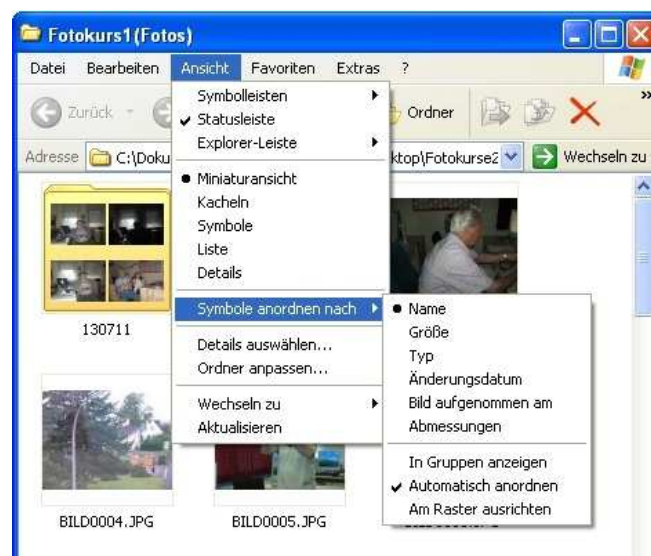 Fotokurs1(Fotos)
Datei Bearbeiten Ansicht Favoriten Extras ?
Zurück Ordner »
Adresse C:\Doku ktop\Fotokurse2 Wechseln zu
Symbolleisten
Statusleiste
Explorer-Leiste
Miniaturansicht
Kacheln
Symbole
Liste
Details
Symbole anordnen nach
Details auswählen...
Ordner anpassen...
Wechseln zu
Aktualisieren
Name
Größe
Typ
Änderungsdatum
Bild aufgenommen am
Abmessungen
In Gruppen anzeigen
Automatisch anordnen
Am Raster ausrichten
130711
BILD0004.JPG BILD0005.JPG